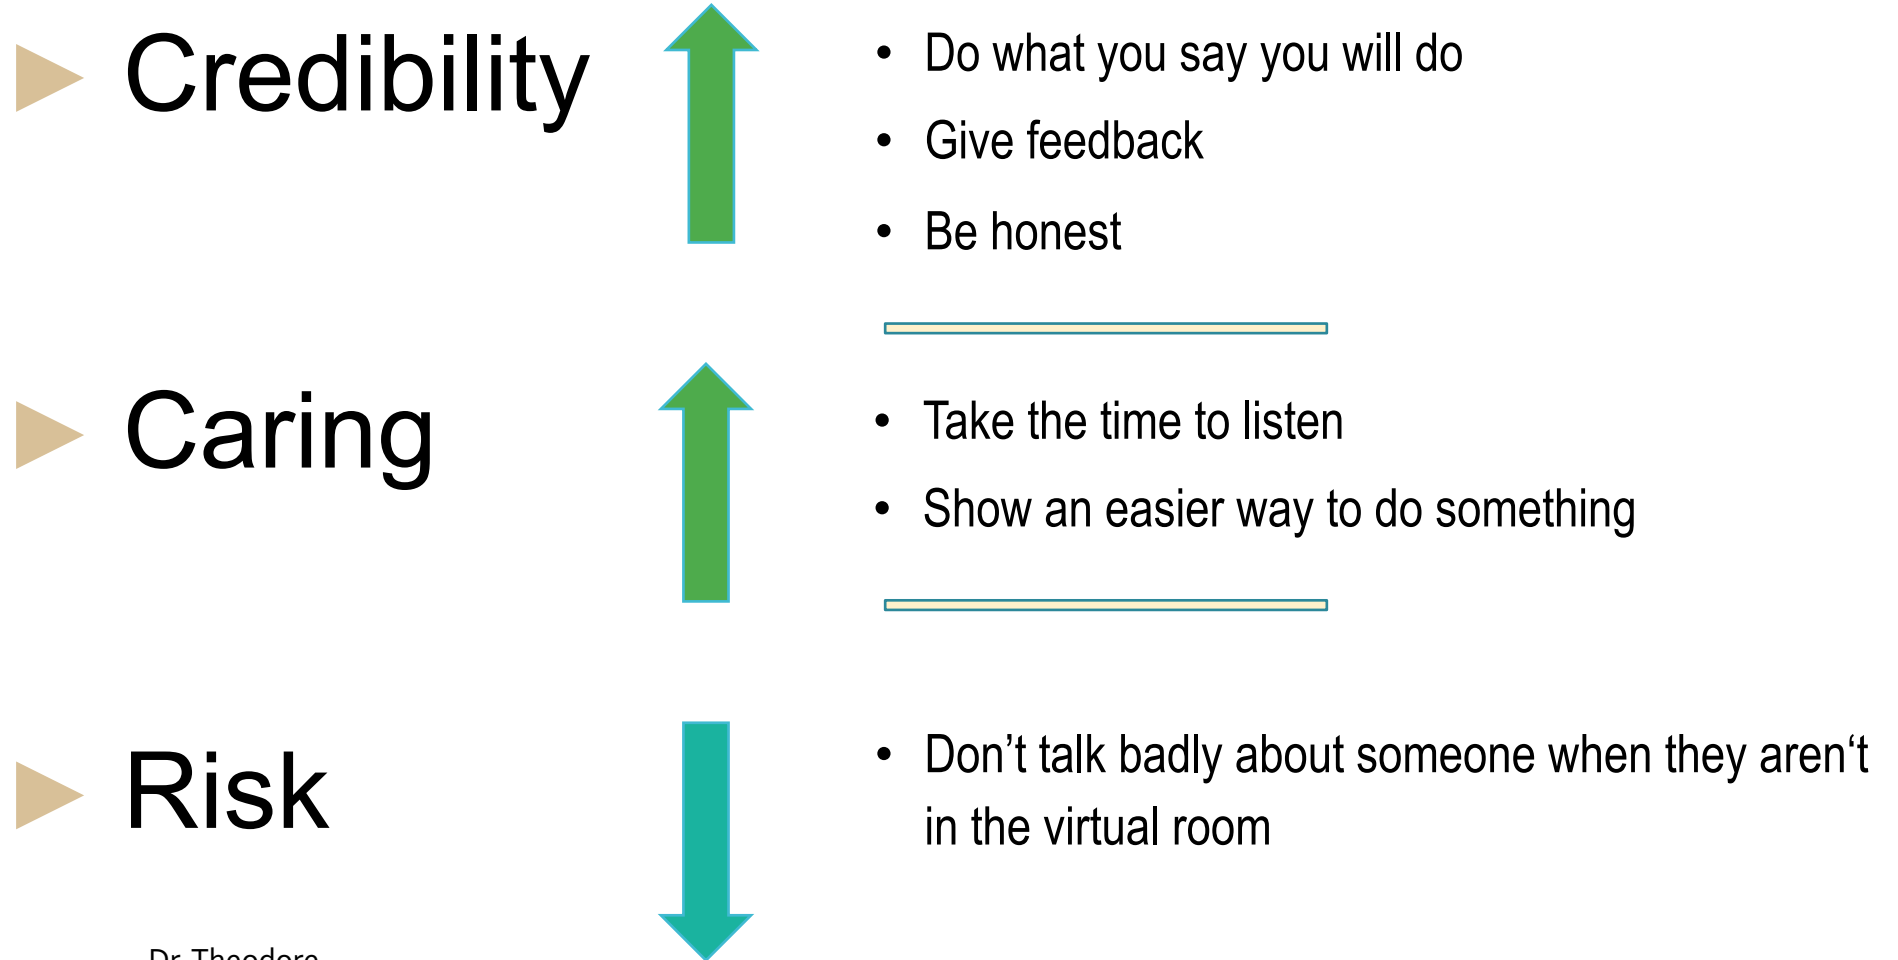 Credibility
• Do what you say you will do
• Give feedback
• Be honest
Caring
• Take the time to listen
• Show an easier way to do something
Risk
• Don’t talk badly about someone when they aren‘t
in the virtual room
Dr. Theodore